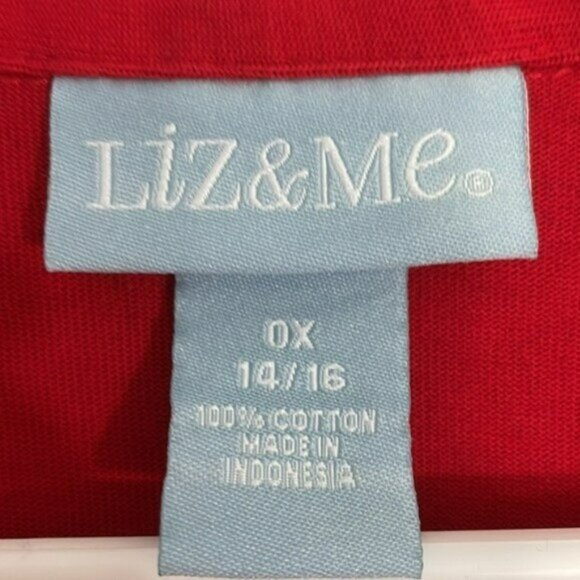 Liz&Me®
0X
14/16
100% COTTON
MADE IN
INDONESIA